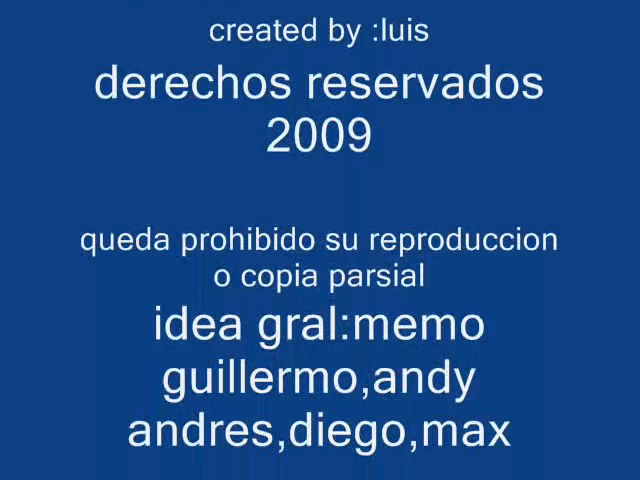 created by :luis
derechos reservados
2009
queda prohibido su reproduccion
o copia parsial
idea gral:memo
guillermo,andy
andres,diego,max